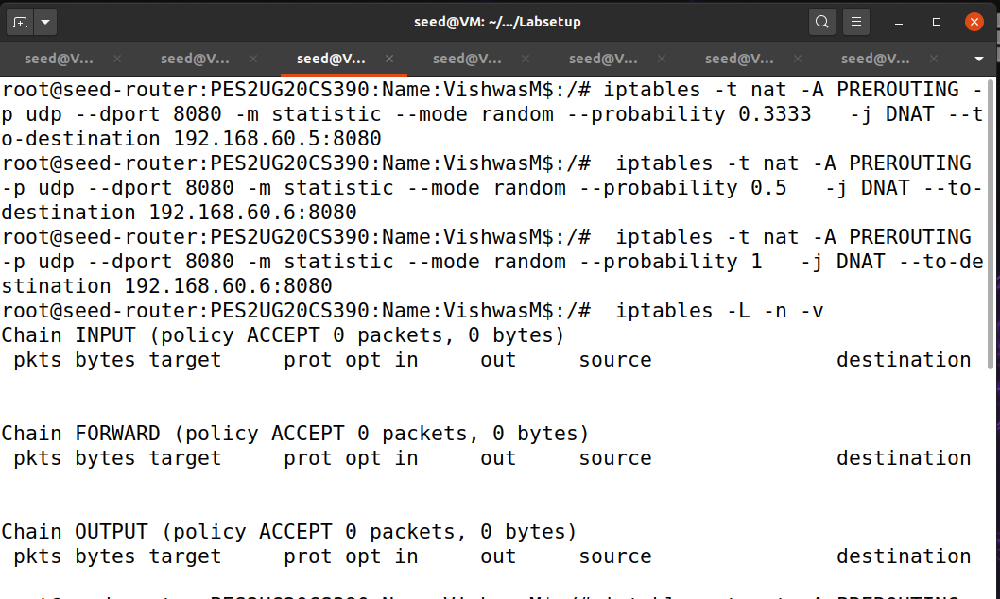 seed@VM: ~/.../Labsetup
seed@V... × seed@V... × seed@V... × seed@V... × seed@V... × seed@V... × seed@V... ×
root@seed-router:PES2UG20CS390:Name:VishwasM$:/# iptables -t nat -A PREROUTING -
p udp --dport 8080 -m statistic --mode random --probability 0.3333   -j DNAT --t
o-destination 192.168.60.5:8080
root@seed-router:PES2UG20CS390:Name:VishwasM$:/#  iptables -t nat -A PREROUTING
-p udp --dport 8080 -m statistic --mode random --probability 0.5   -j DNAT --to-
destination 192.168.60.6:8080
root@seed-router:PES2UG20CS390:Name:VishwasM$:/#  iptables -t nat -A PREROUTING
-p udp --dport 8080 -m statistic --mode random --probability 1   -j DNAT --to-de
stination 192.168.60.6:8080
root@seed-router:PES2UG20CS390:Name:VishwasM$:/#  iptables -L -n -v
Chain INPUT (policy ACCEPT 0 packets, 0 bytes)
 pkts bytes target     prot opt in     out     source               destination
Chain FORWARD (policy ACCEPT 0 packets, 0 bytes)
 pkts bytes target     prot opt in     out     source               destination
Chain OUTPUT (policy ACCEPT 0 packets, 0 bytes)
 pkts bytes target     prot opt in     out     source               destination